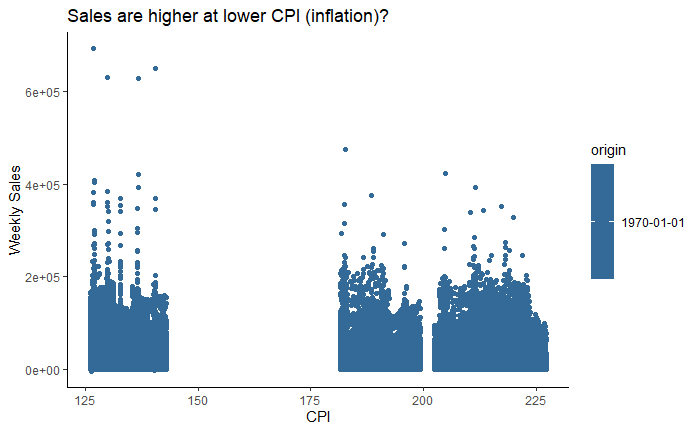 Sales are higher at lower CPI (inflation)?
Weekly Sales
6e+05
4e+05
2e+05
0e+00
125
150
175
200
225
CPI
origin
1970-01-01